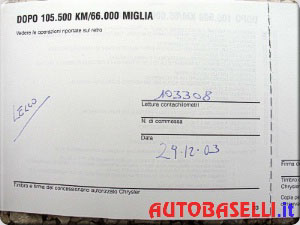 DOPO 105.500 KM/66.000 MIGLIA
Vedere le operazioni riportate sul retro
103308
Lettura contachilometri
LECCO
N. di commessa
Data
29-12-03
Timbro e firma del concessionario autorizzato Chrysler
AUTOBASELLI.it